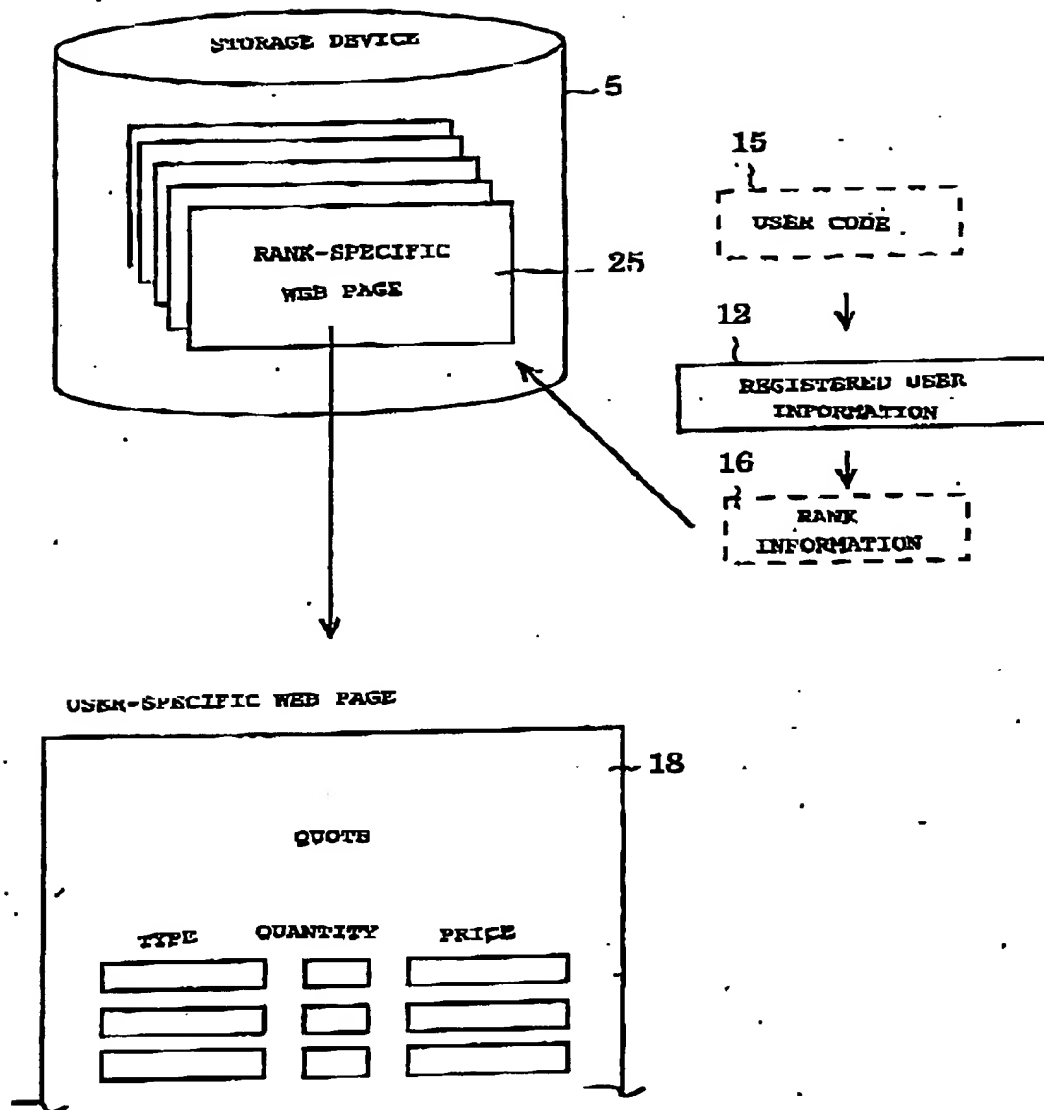 STORAGE DEVICE
5
RANK-SPECIFIC
WEB PAGE
25
15
USER CODE
12
REGISTERED USER
INFORMATION
16
RANK
INFORMATION
USER-SPECIFIC WEB PAGE
18
QUOTE
TYPE QUANTITY PRICE